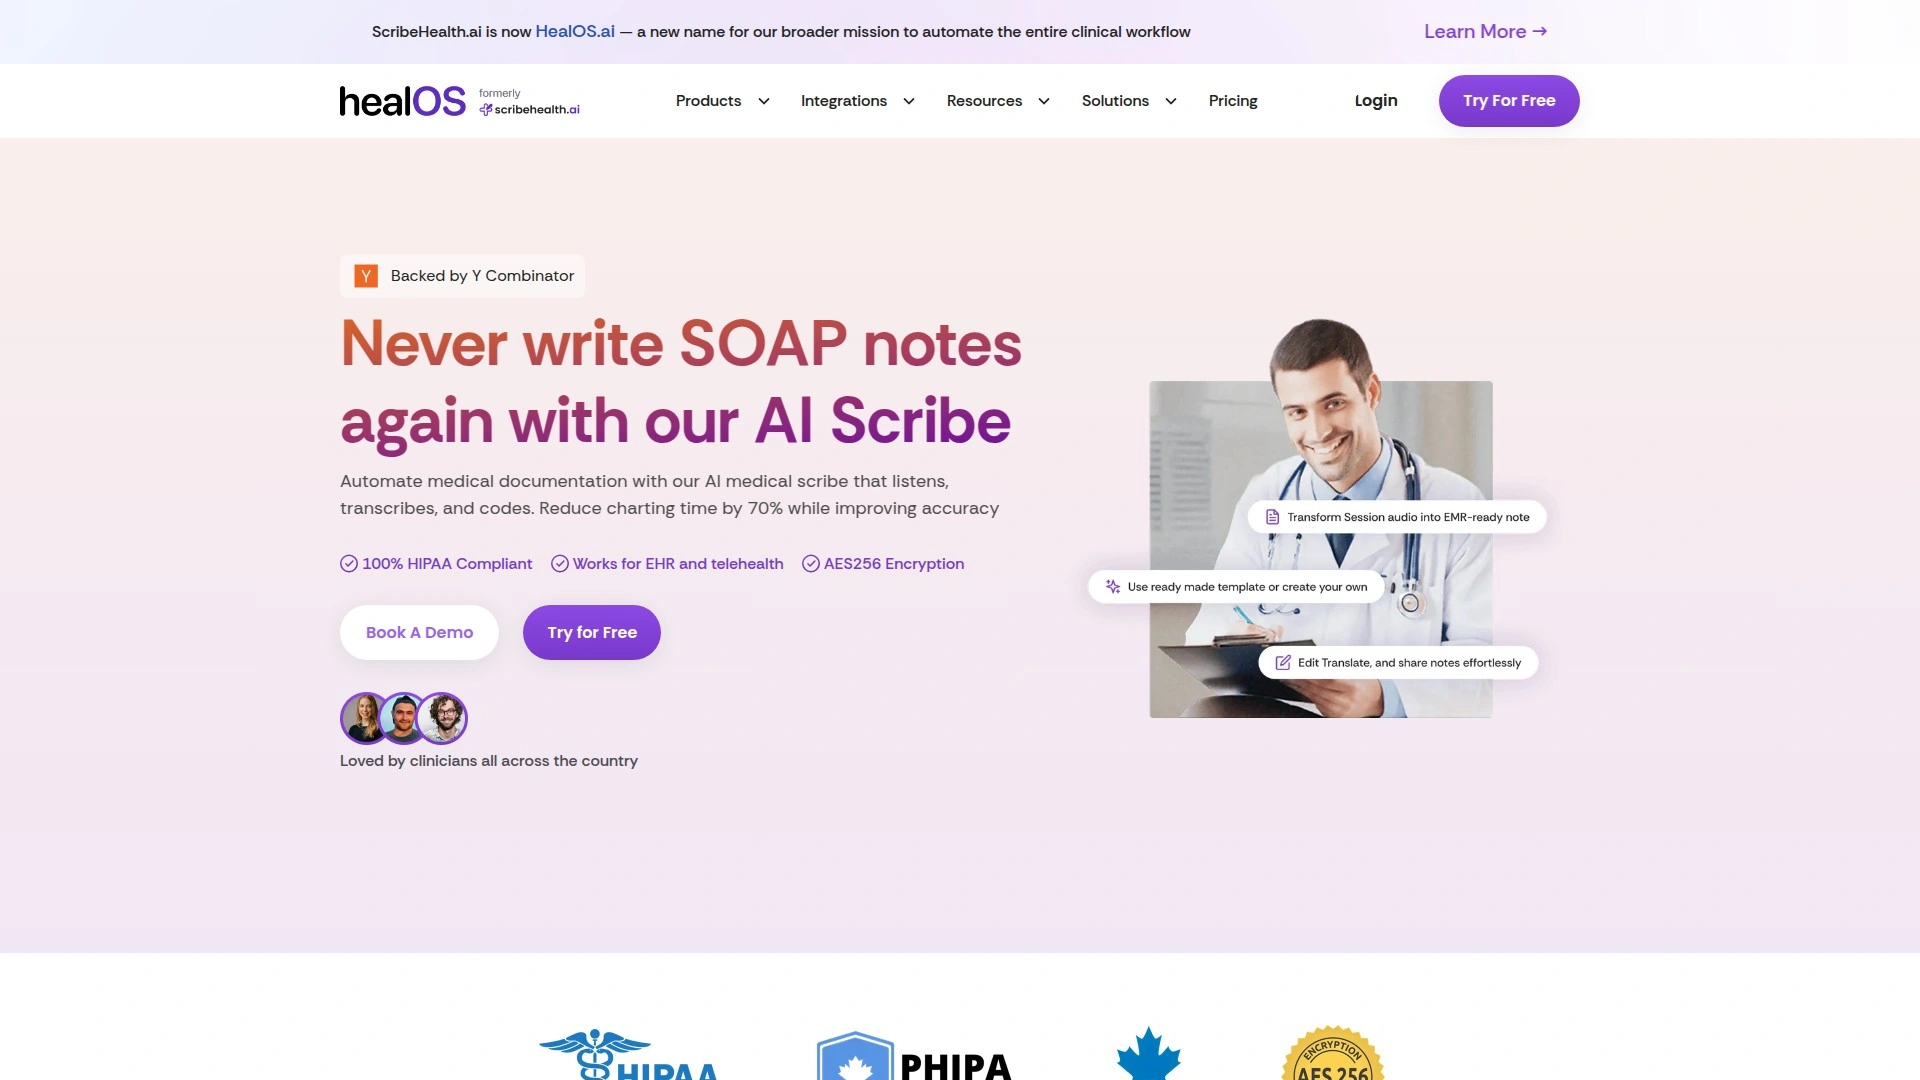 ScribeHealth.ai is now HealOS.ai — a new name for our broader mission to automate the entire clinical workflow
Learn More →
healOS
formerly
scribehealth.ai
Products
Integrations
Resources
Solutions
Pricing
Login
Try For Free
Y
Backed by Y Combinator
Never write SOAP notes
again with our AI Scribe
Automate medical documentation with our AI medical scribe that listens,
transcribes, and codes. Reduce charting time by 70% while improving accuracy
100% HIPAA Compliant
Works for EHR and telehealth
AES256 Encryption
Book A Demo
Try for Free
Loved by clinicians all across the country
Transform Session audio into EMR-ready note
Use ready made template or create your own
Edit Translate, and share notes effortlessly
HIPAA
PHIPA
ENCRYPTION
AES 256